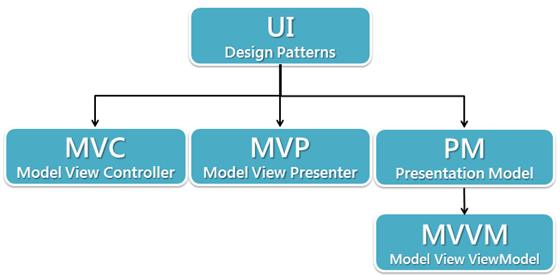 UI
Design Patterns
MVC
Model View Controller
MVP
Model View Presenter
PM
Presentation Model
MVVM
Model View ViewModel